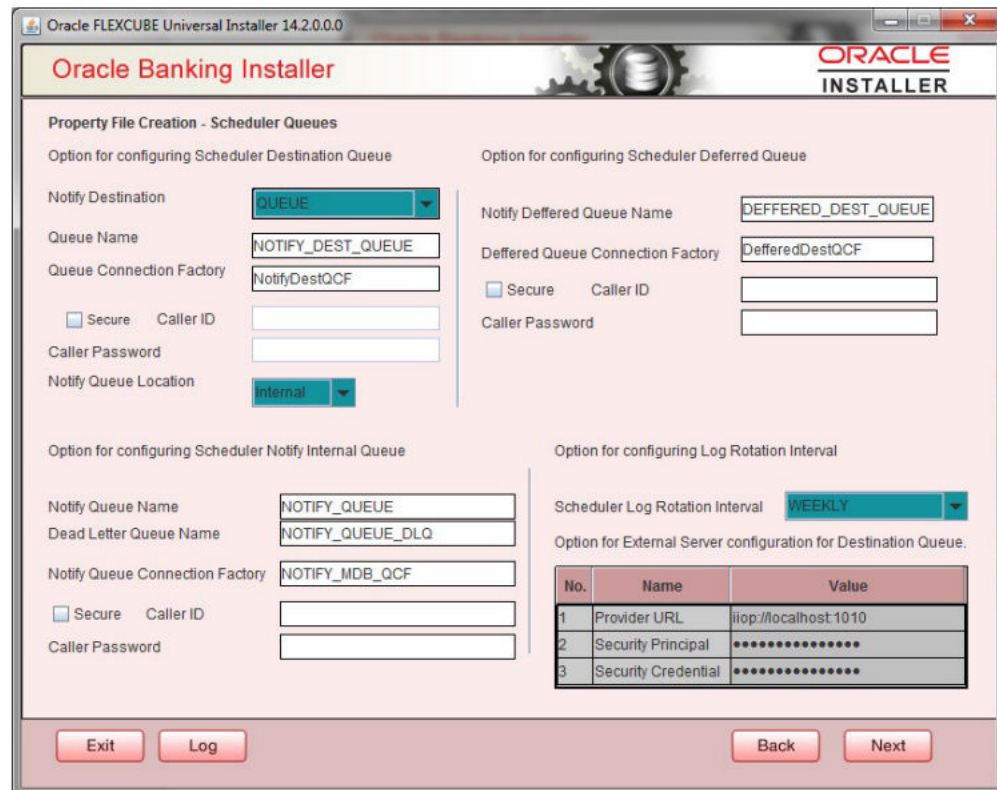 Oracle FLEXCUBE Universal Installer 14.2.0.0.0
Oracle Banking Installer
ORACLE
INSTALLER
Property File Creation - Scheduler Queues
Option for configuring Scheduler Destination Queue
Notify Destination
QUEUE
Queue Name
NOTIFY_DEST_QUEUE
Queue Connection Factory
NotifyDestQCF
Secure Caller ID
Caller Password
Notify Queue Location
Internal
Option for configuring Scheduler Deferred Queue
Notify Deffered Queue Name
DEFFERED_DEST_QUEUE
Deffered Queue Connection Factory
DefferedDestQCF
Secure Caller ID
Caller Password
Option for configuring Scheduler Notify Internal Queue
Notify Queue Name
NOTIFY_QUEUE
Dead Letter Queue Name
NOTIFY_QUEUE_DLQ
Notify Queue Connection Factory
NOTIFY_MDB_QCF
Secure Caller ID
Caller Password
Option for configuring Log Rotation Interval
Scheduler Log Rotation Interval
WEEKLY
Option for External Server configuration for Destination Queue.
No. Name Value
1 Provider URL iiop://localhost:1010
2 Security Principal •••••••••••••••
3 Security Credential •••••••••••••••
Exit
Log
Back
Next